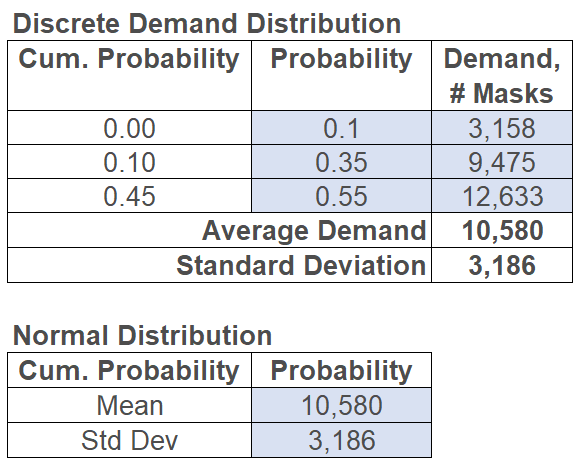 Discrete Demand Distribution
Cum. Probability Probability Demand,
# Masks
0.00 0.1 3,158
0.10 0.35 9,475
0.45 0.55 12,633
Average Demand 10,580
Standard Deviation 3,186
Normal Distribution
Cum. Probability Probability
Mean 10,580
Std Dev 3,186